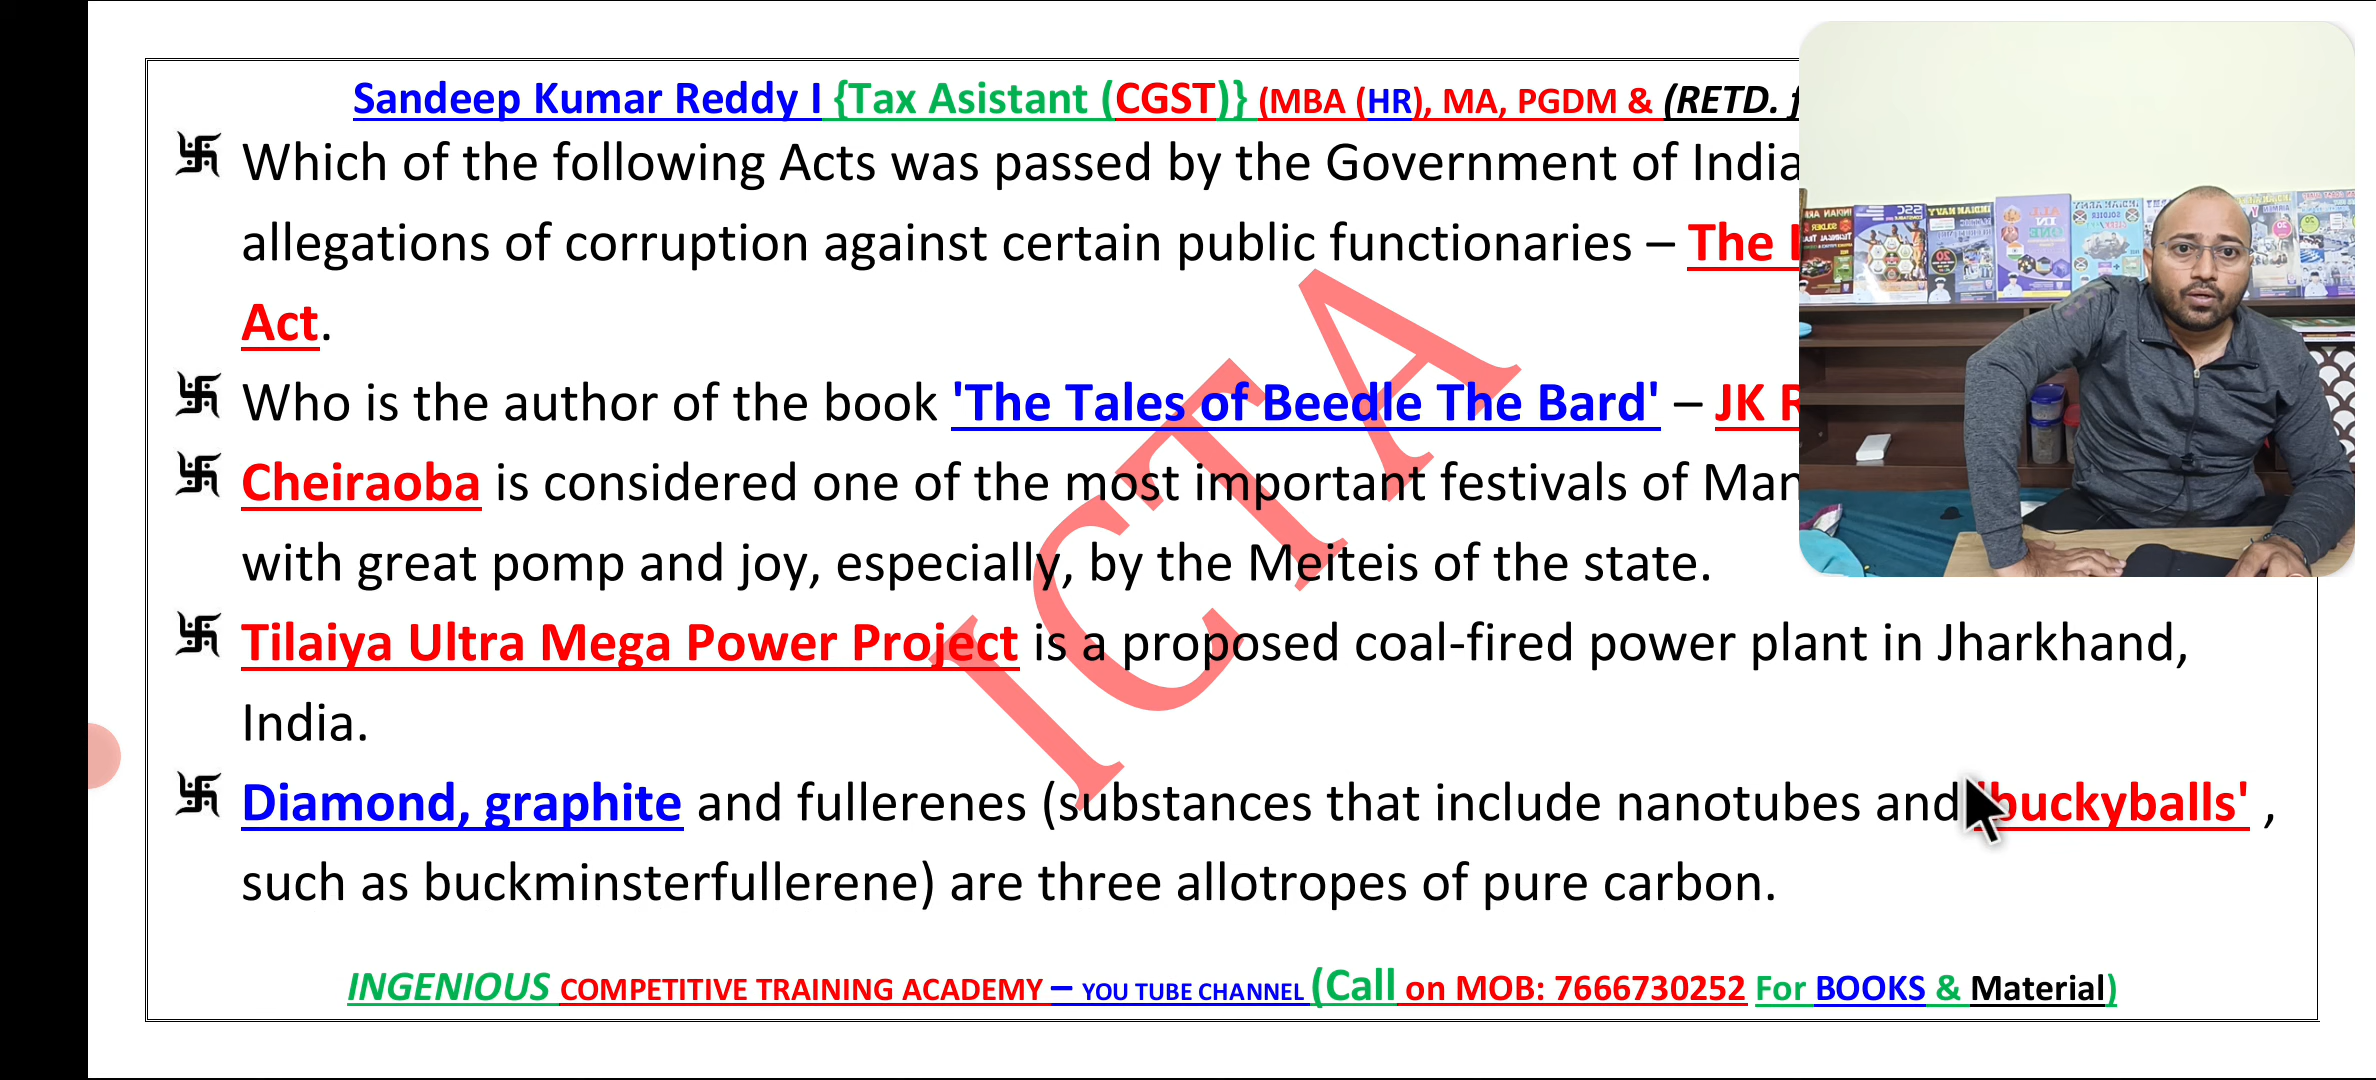 Sandeep Kumar Reddy I {Tax Asistant (CGST)} (MBA (HR), MA, PGDM & (RETD.
Which of the following Acts was passed by the Government of India
allegations of corruption against certain public functionaries – The
Act.
Who is the author of the book 'The Tales of Beedle The Bard' – JK
Cheiraoba is considered one of the most important festivals of
with great pomp and joy, especially, by the Meiteis of the state.
Tilaiya Ultra Mega Power Project is a proposed coal-fired power plant in Jharkhand,
India.
Diamond, graphite and fullerenes (substances that include nanotubes and 'buckyballs' ,
such as buckminsterfullerene) are three allotropes of pure carbon.
ICTA
INGENIOUS COMPETITIVE TRAINING ACADEMY – YOU TUBE CHANNEL (Call on MOB: 7666730252 For BOOKS & Material)